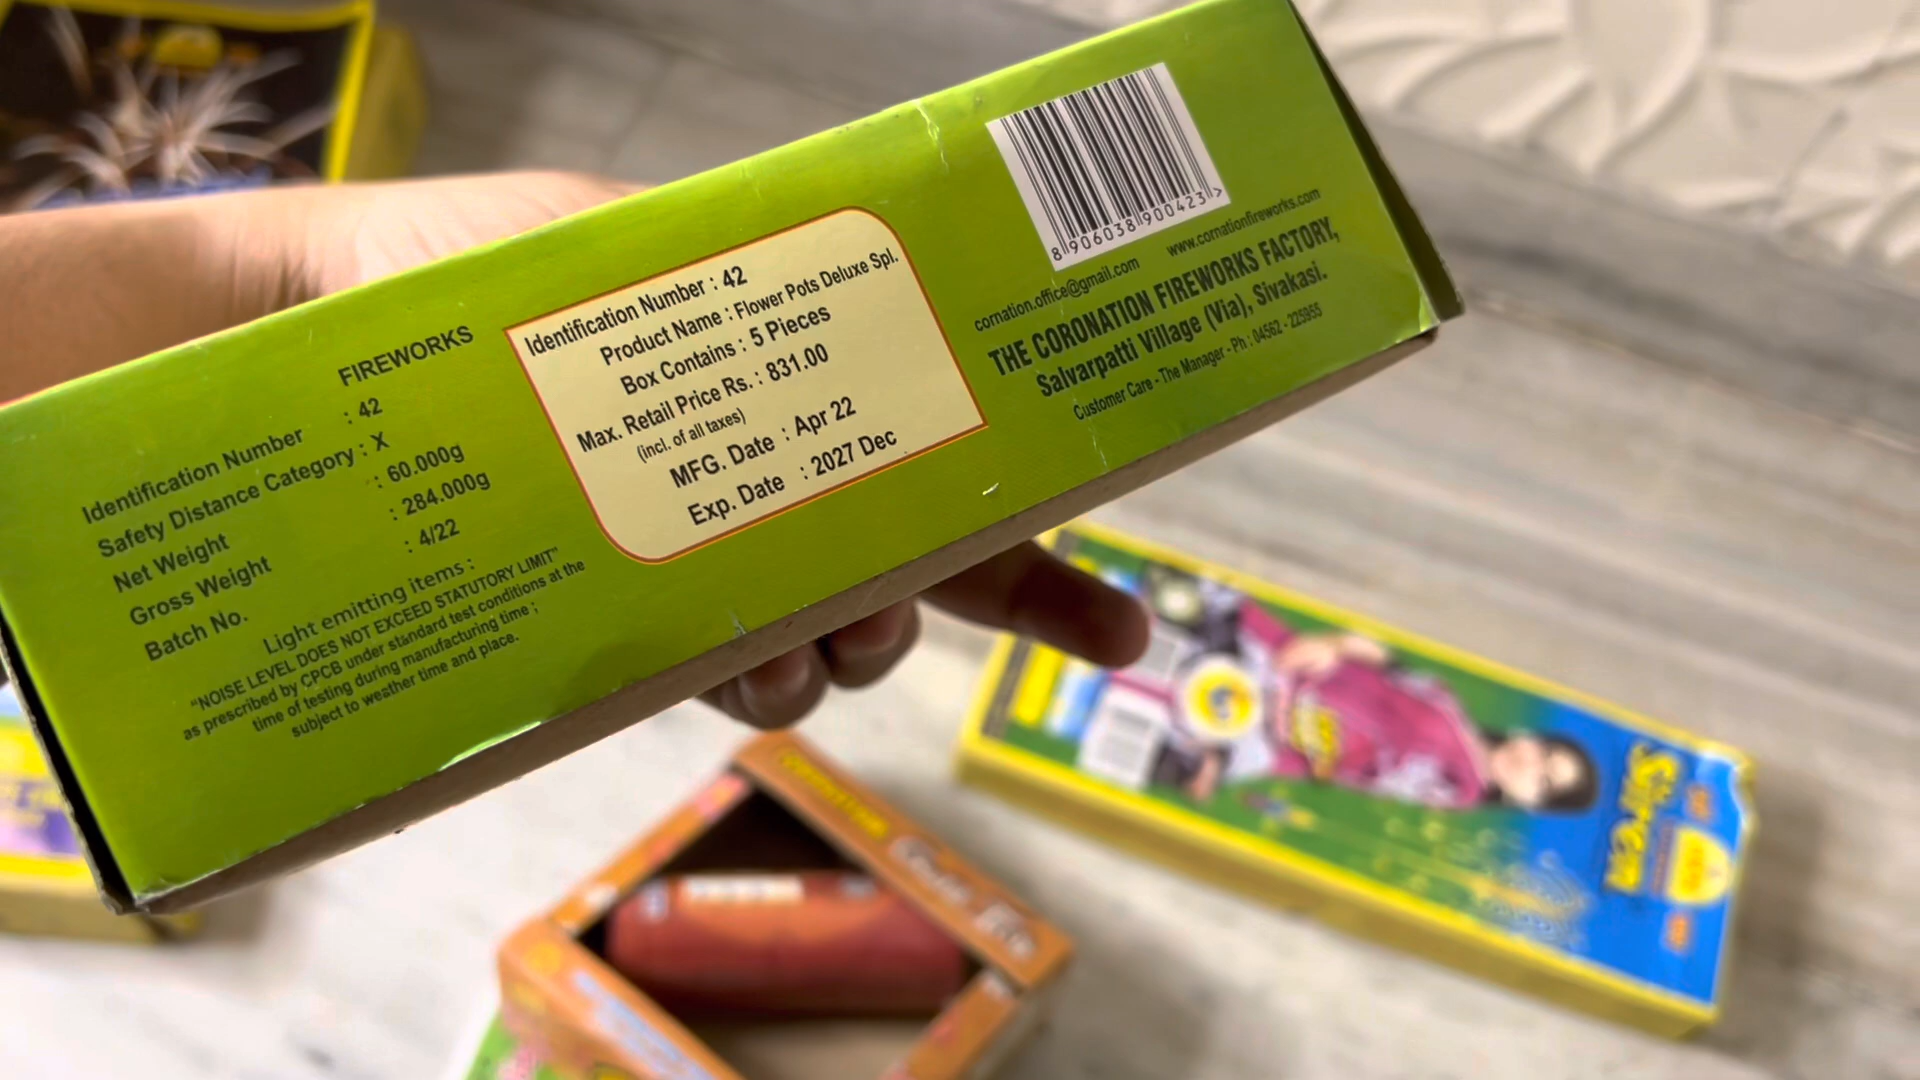 FIREWORKS
Identification Number : 42
Safety Distance Category : X
Net Weight : 60.000g
Gross Weight : 284.000g
Batch No. : 4/22
Light emitting items :
"NOISE LEVEL DOES NOT EXCEED STATUTORY LIMIT"
as prescribed by CPCB under standard test conditions at the
time of testing during manufacturing time ;
subject to weather time and place.
Identification Number : 42
Product Name : Flower Pots Deluxe Spl.
Box Contains : 5 Pieces
Max. Retail Price Rs. : 831.00
(incl. of all taxes)
MFG. Date : Apr 22
Exp. Date : 2027 Dec
8 906038 900423 >
cornation.office@gmail.com www.cornationfireworks.com
THE CORONATION FIREWORKS FACTORY,
Salvarpatti Village (Via), Sivakasi.
Customer Care - The Manager - Ph : 04562 - 225955
Siren